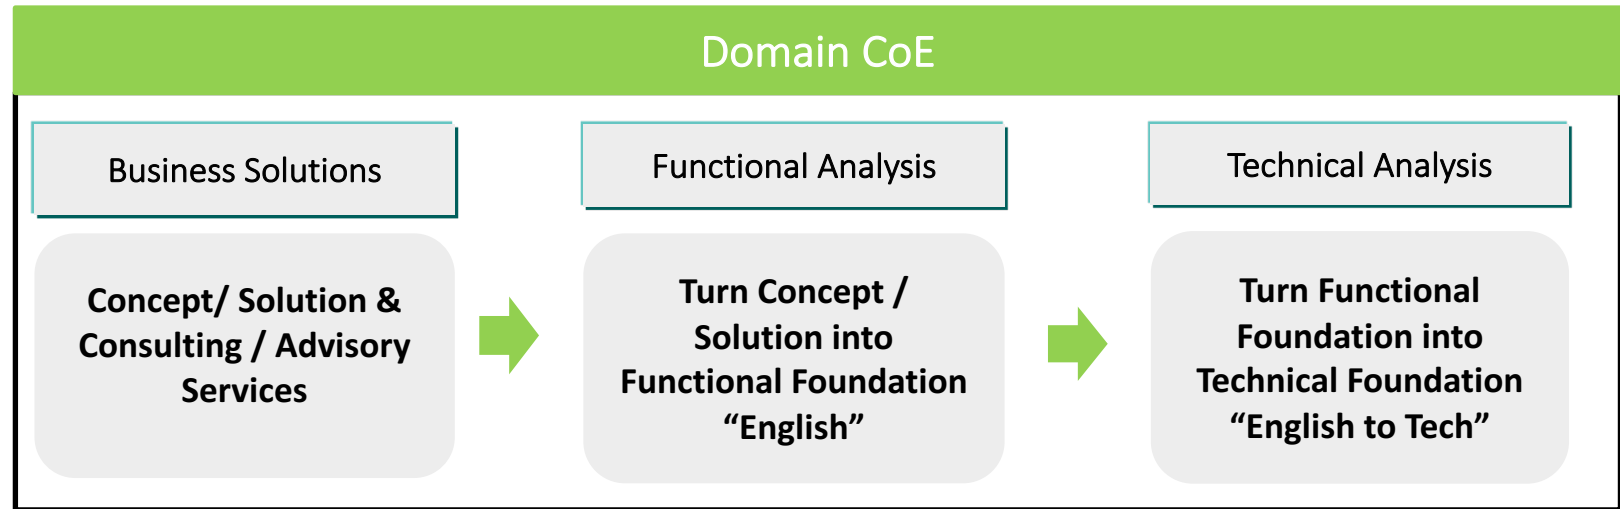 Domain CoE
Business Solutions
Functional Analysis
Technical Analysis
Concept/ Solution &
Consulting / Advisory
Services
Turn Concept /
Solution into
Functional Foundation
“English”
Turn Functional
Foundation into
Technical Foundation
“English to Tech”